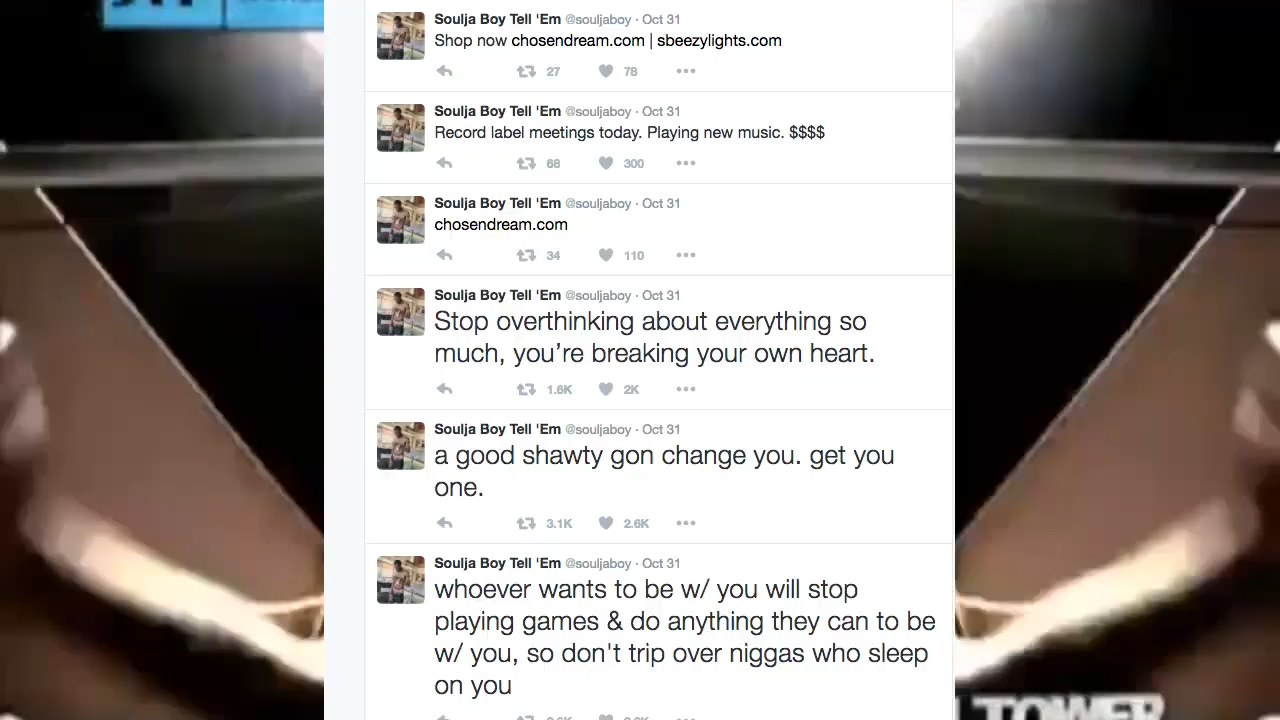 Soulja Boy Tell 'Em @souljaboy · Oct 31
Shop now chosendream.com | sbeezylights.com
27 78
Soulja Boy Tell 'Em @souljaboy · Oct 31
Record label meetings today. Playing new music. $$$$
68 300
Soulja Boy Tell 'Em @souljaboy · Oct 31
chosendream.com
34 110
Soulja Boy Tell 'Em @souljaboy · Oct 31
Stop overthinking about everything so
much, you’re breaking your own heart.
1.6K 2K
Soulja Boy Tell 'Em @souljaboy · Oct 31
a good shawty gon change you. get you
one.
3.1K 2.6K
Soulja Boy Tell 'Em @souljaboy · Oct 31
whoever wants to be w/ you will stop
playing games & do anything they can to be
w/ you, so don't trip over niggas who sleep
on you
TOWER